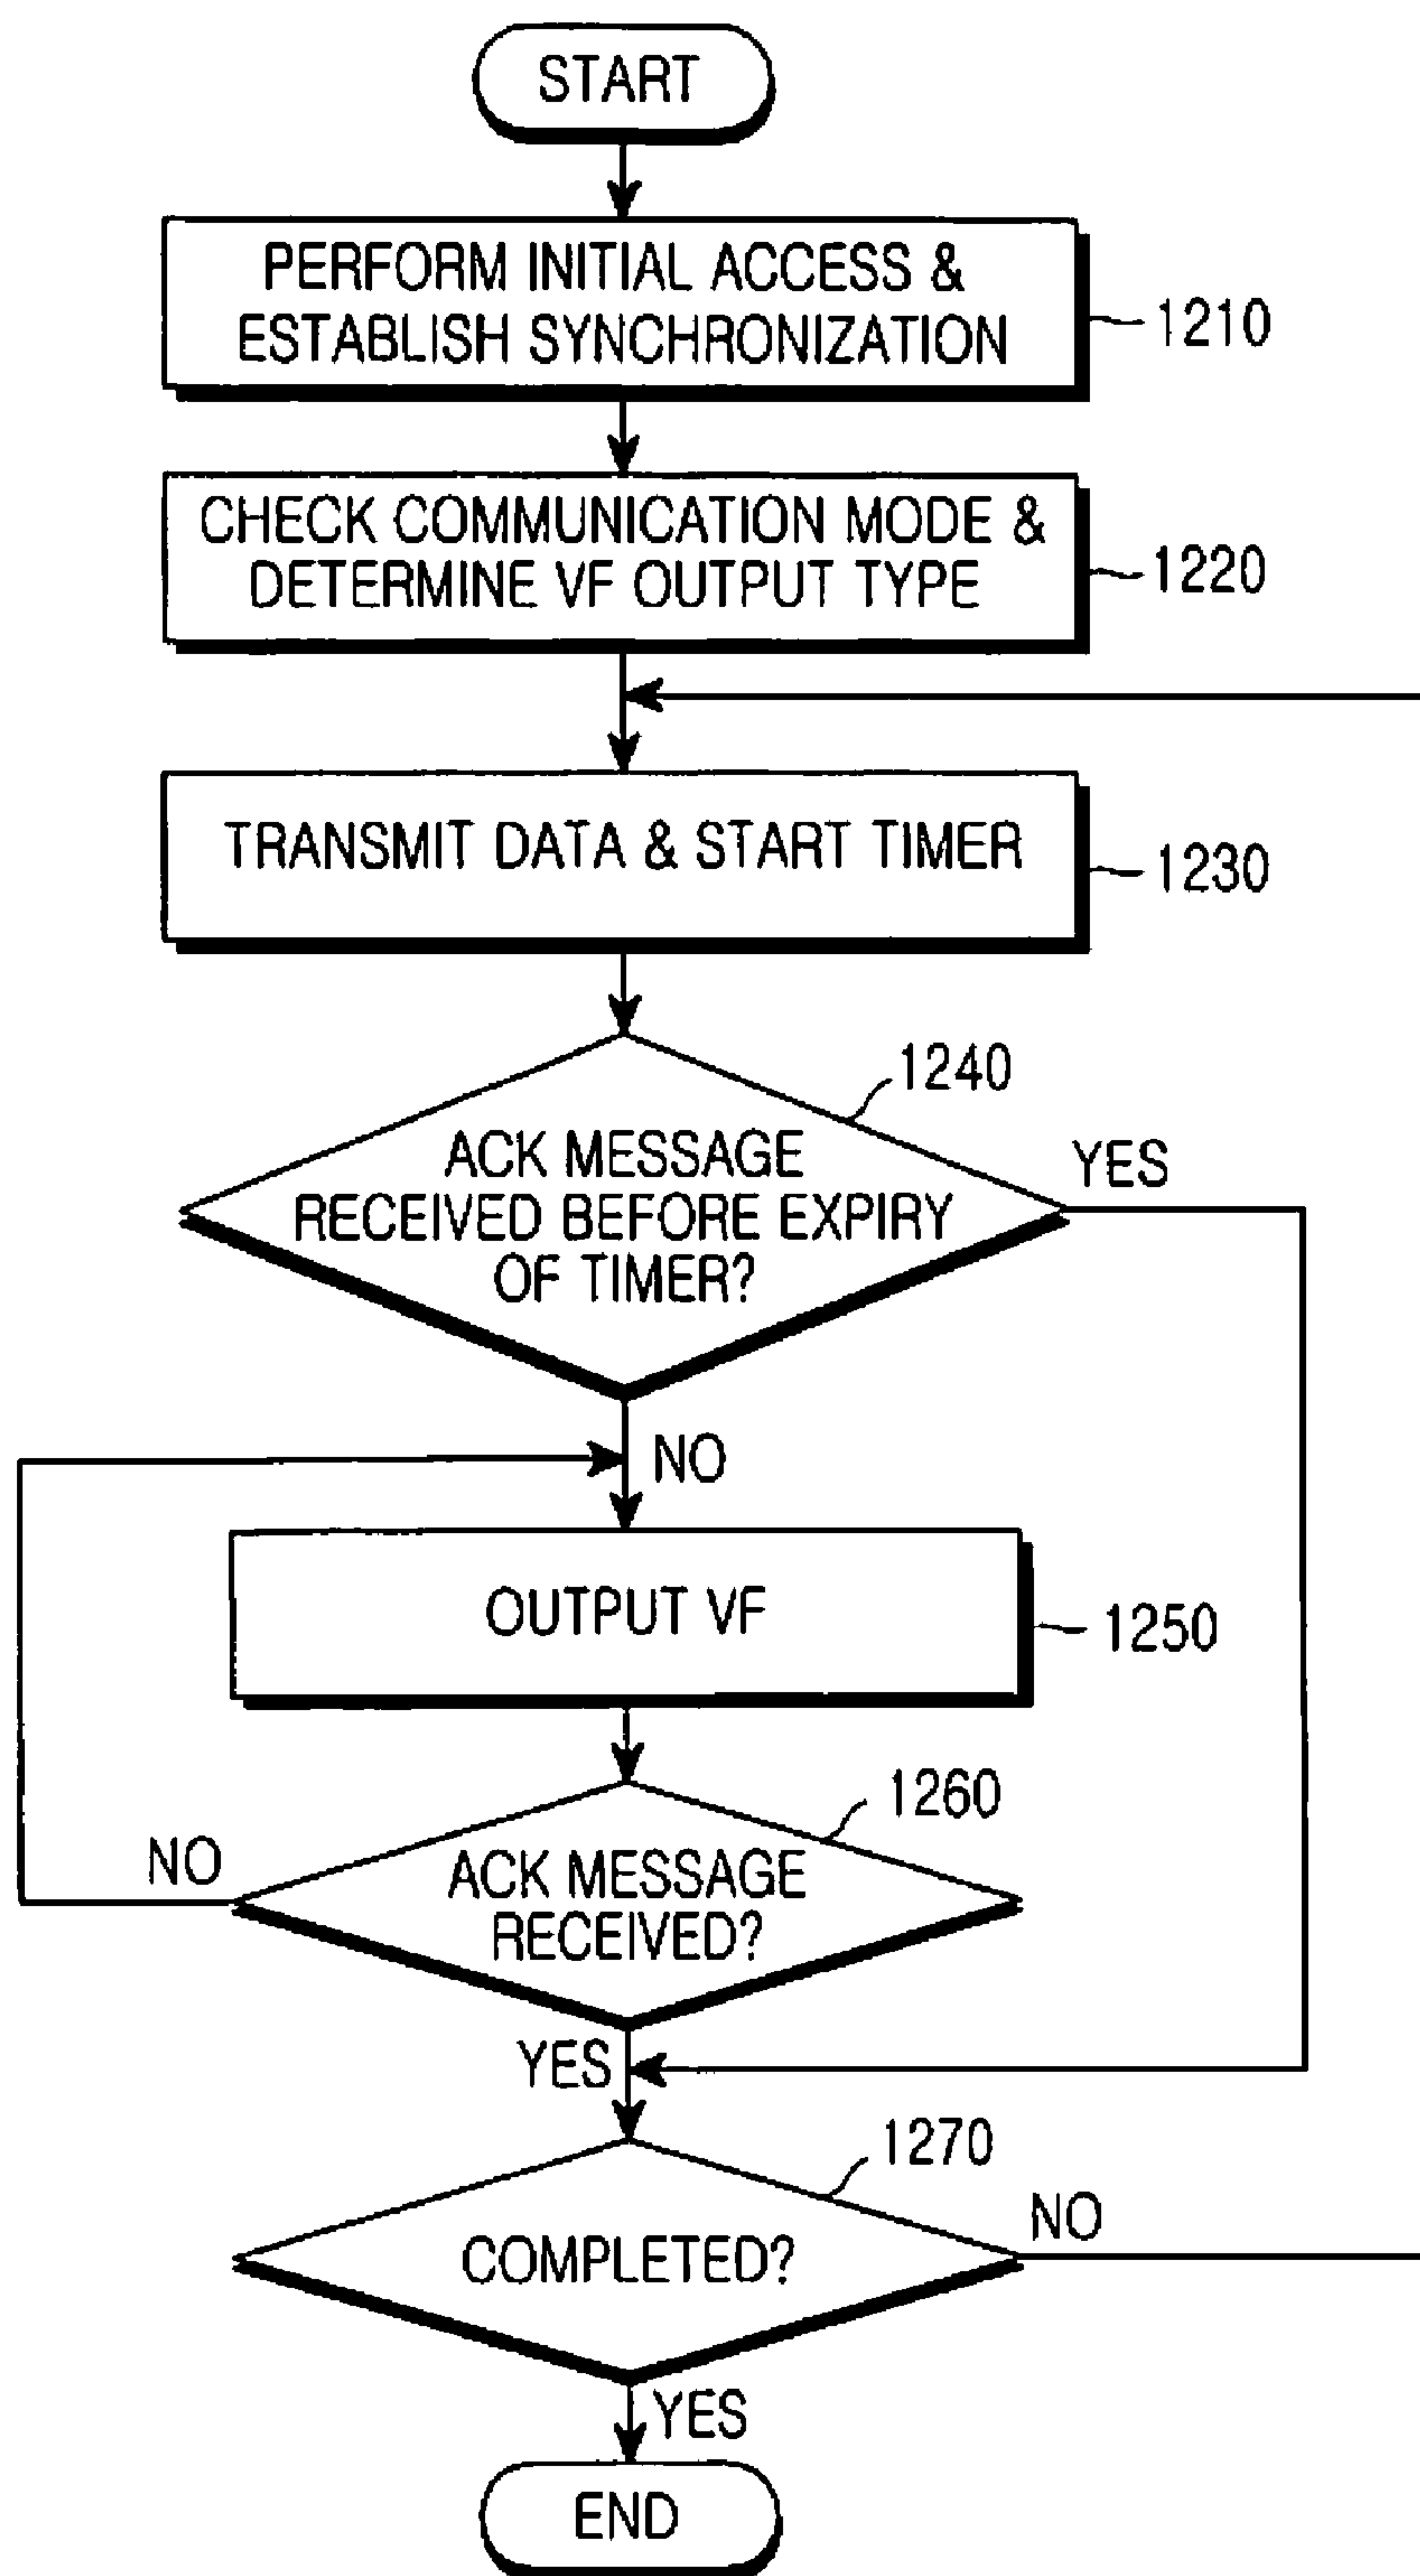 START
PERFORM INITIAL ACCESS &
ESTABLISH SYNCHRONIZATION
1210
CHECK COMMUNICATION MODE &
DETERMINE VF OUTPUT TYPE
1220
TRANSMIT DATA & START TIMER
1230
1240
ACK MESSAGE
RECEIVED BEFORE EXPIRY
OF TIMER?
YES
NO
OUTPUT VF
1250
1260
NO
ACK MESSAGE
RECEIVED?
YES
1270
COMPLETED?
NO
YES
END